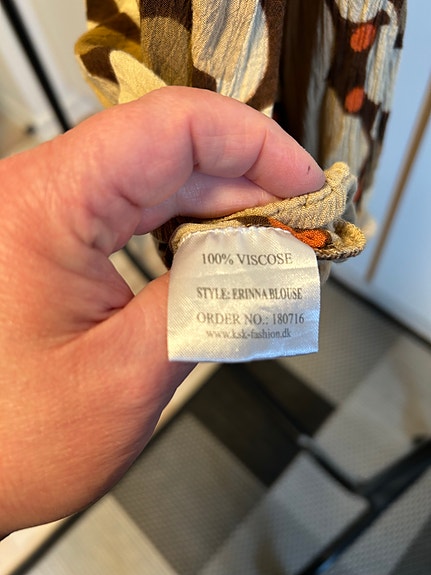 100% VISCOSE
STYLE: ERINNA BLOUSE
ORDER NO.: 180716
www.ksk-fashion.dk